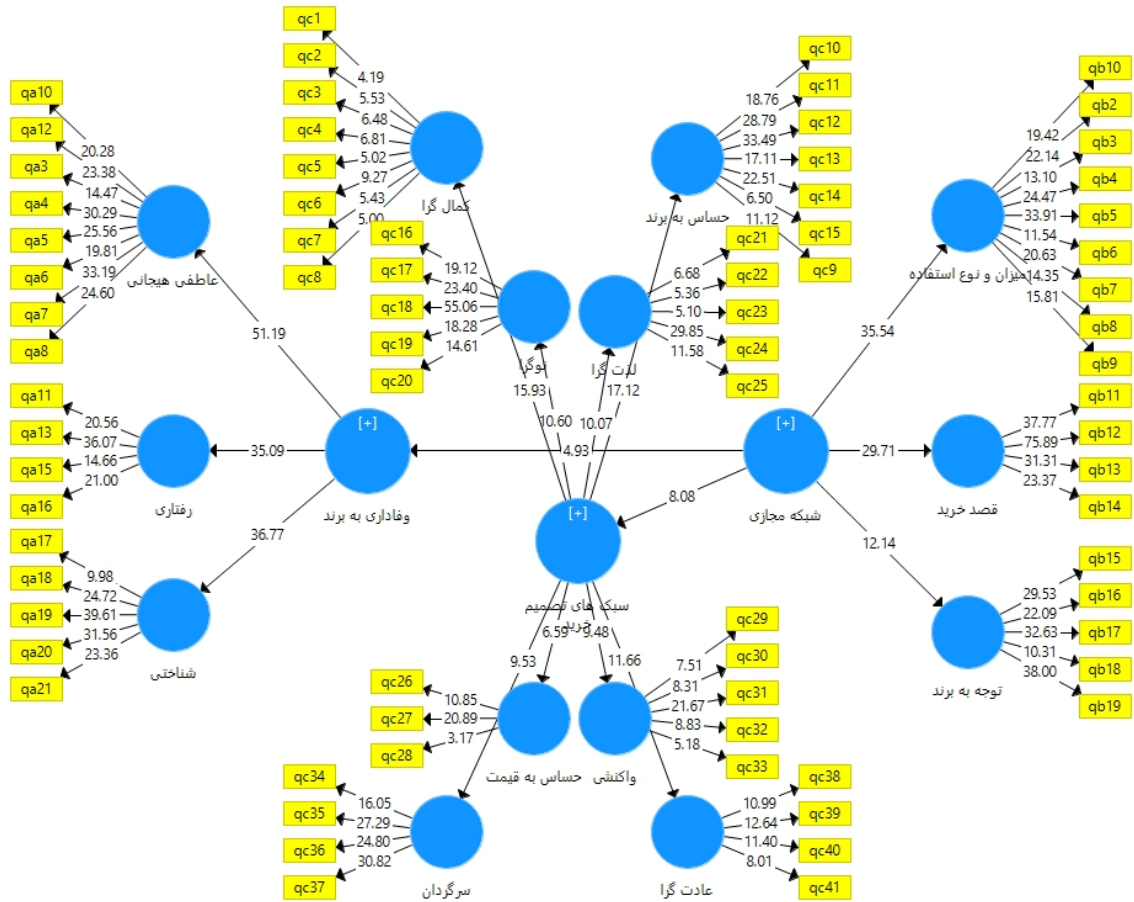 qc1
qc2
qc3
qc4
qc5
qc6
qc7
qc8
4.19
5.53
6.48
6.81
5.02
9.27
5.43
5.00
کمال گرا
qc10
qc11
qc12
qc13
qc14
qc15
qc9
18.76
28.79
33.49
17.11
22.51
6.50
11.12
حساس به برند
qb10
qb2
qb3
qb4
qb5
qb6
qb7
qb8
qb9
19.42
22.14
13.10
24.47
33.91
11.54
20.63
14.35
15.81
میزان و نوع استفاده
qa10
qa12
qa3
qa4
qa5
qa6
qa7
qa8
20.28
23.38
14.47
30.29
25.56
19.81
33.19
24.60
عاطفی هیجانی
qc16
qc17
qc18
qc19
qc20
19.12
23.40
55.06
18.28
14.61
نوگرا
qc21
qc22
qc23
qc24
qc25
6.68
5.36
5.10
29.85
11.58
لذت گرا
51.19
15.93
10.60
10.07
17.12
35.54
qa11
qa13
qa15
qa16
20.56
36.07
14.66
21.00
رفتاری
35.09
[+]
وفاداری به برند
4.93
[+]
شبکه مجازی
29.71
qb11
qb12
qb13
qb14
37.77
75.89
31.31
23.37
قصد خرید
36.77
8.08
12.14
[+]
سبک های تصمیم
خرید
qa17
qa18
qa19
qa20
qa21
9.98
24.72
39.61
31.56
23.36
شناختی
qb15
qb16
qb17
qb18
qb19
29.53
22.09
32.63
10.31
38.00
توجه به برند
9.53
6.59
9.48
11.66
qc26
qc27
qc28
10.85
20.89
3.17
حساس به قیمت
qc29
qc30
qc31
qc32
qc33
7.51
8.31
21.67
8.83
5.18
واکنشی
qc34
qc35
qc36
qc37
16.05
27.29
24.80
30.82
سرگردان
qc38
qc39
qc40
qc41
10.99
12.64
11.40
8.01
عادت گرا